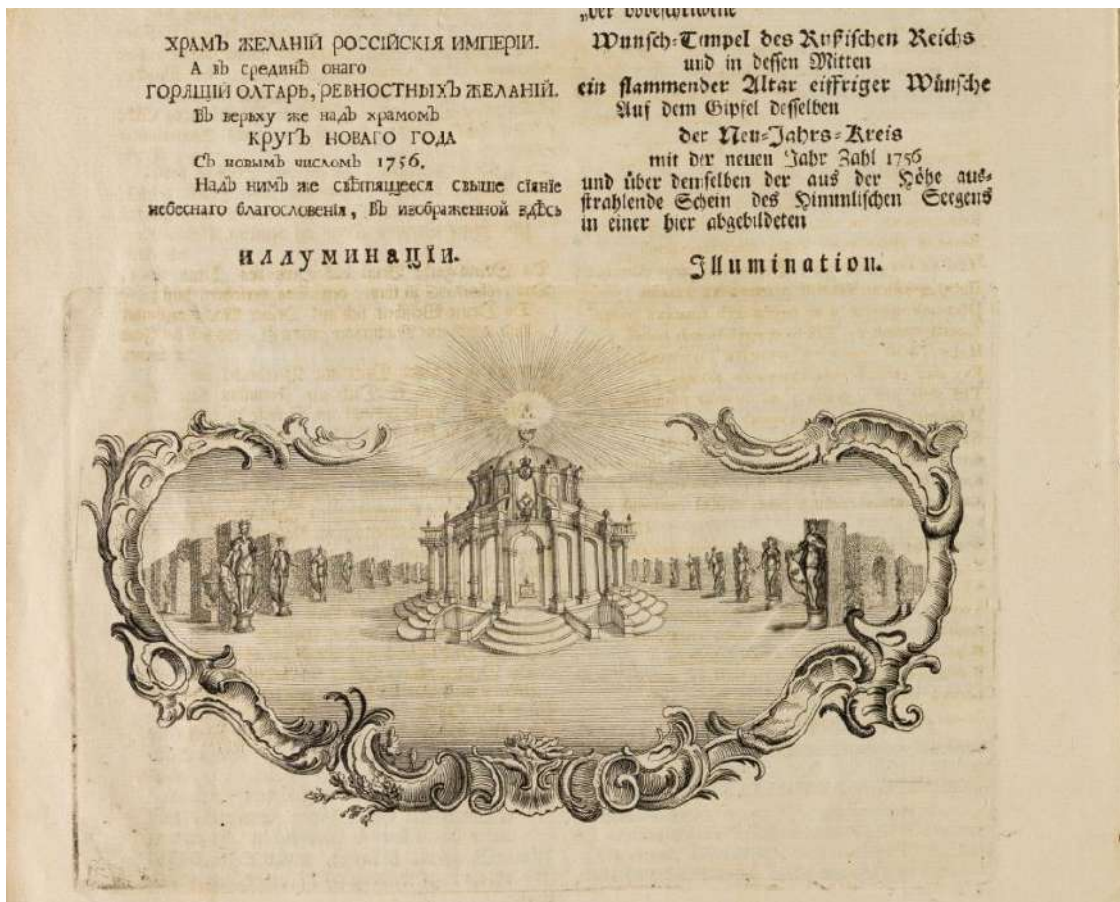 ХРАМЪ ЖЕЛАНІЙ РОССІЙСКІЯ ИМПЕРІИ.
А въ срединѣ онаго
ГОРЯЩІЙ ОЛТАРЬ, РЕВНОСТНЫХЪ ЖЕЛАНІЙ.
Въ верьху же надъ храмомъ
КРУГЪ НОВАГО ГОДА
Съ новымъ числомъ 1756.
Надъ нимъ же свѣтящееся свыше сїяніе
небеснаго благословенія, Въ изображенной здѣсь
ИЛЛУМИНАЦЇИ.
„der
Wunsch-Tempel des Rußischen Reichs
und in dessen Mitten
ein flammender Altar eiffriger Wünsche
Auf dem Gipfel desselben
der Neu-Jahrs-Kreis
mit der neuen Jahr Zahl 1756
und über demselben der aus der Höhe aus-
strahlende Schein des Himmlischen Seegens
in einer hier abgebildeten
Illumination.